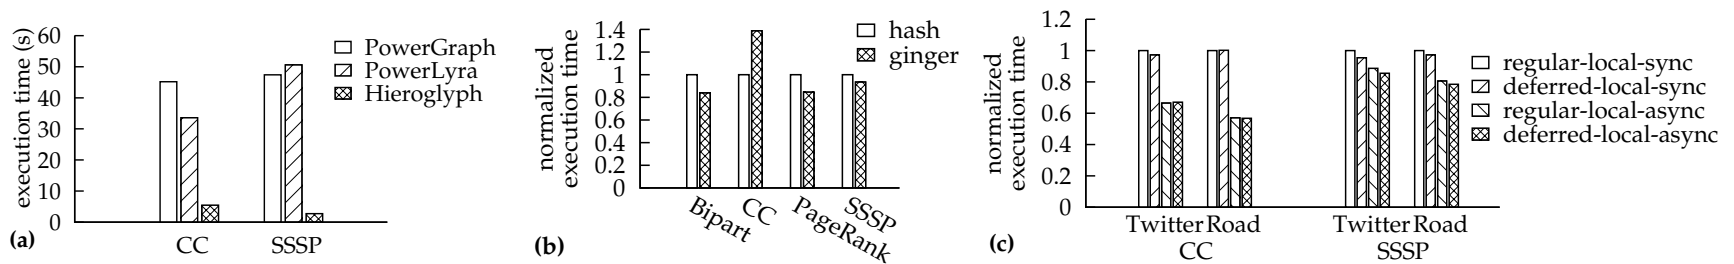 execution time (s)
60
50
40
30
20
10
0
CC SSSP
PowerGraph
PowerLyra
Hieroglyph
(a)
normalized
execution time
1.4
1.2
1
0.8
0.6
0.4
0.2
0
Bipart
CC
PageRank
SSSP
hash
ginger
(b)
normalized
execution time
1.2
1
0.8
0.6
0.4
0.2
0
Twitter Road Twitter Road
CC SSSP
regular-local-sync
deferred-local-sync
regular-local-async
deferred-local-async
(c)